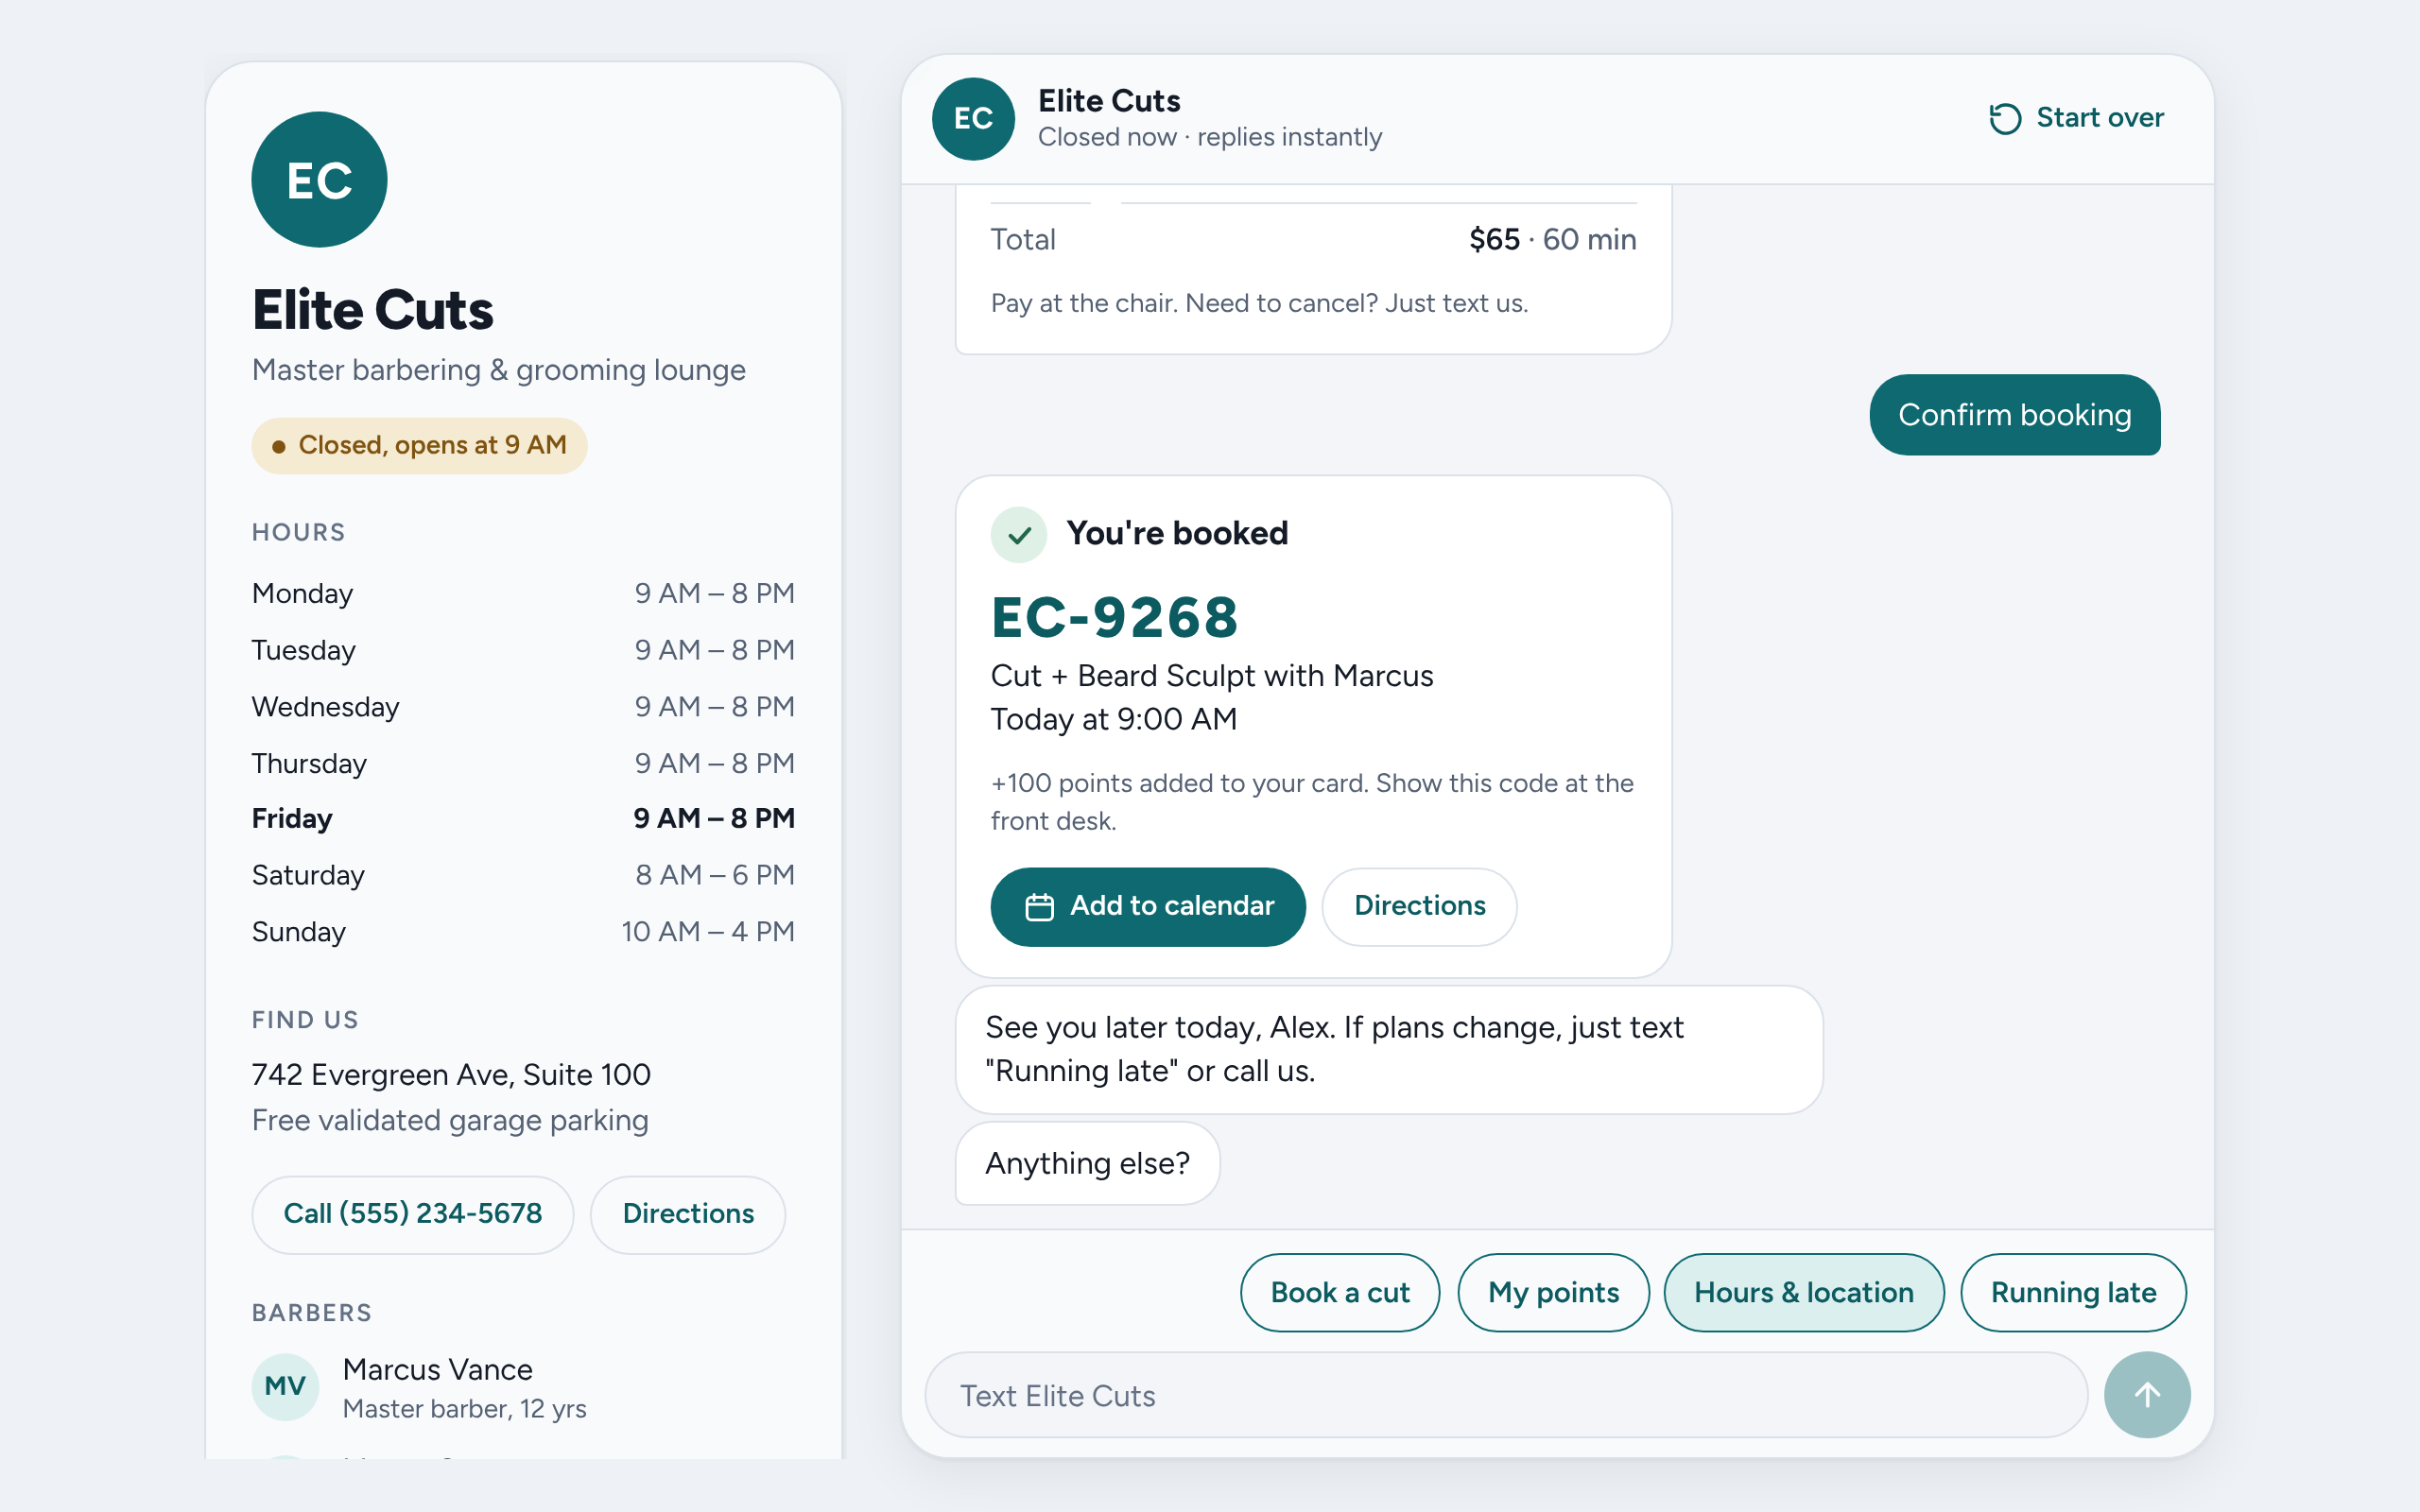 EC
Elite Cuts
Master barbering & grooming lounge
Closed, opens at 9 AM
HOURS
Monday 9 AM – 8 PM
Tuesday 9 AM – 8 PM
Wednesday 9 AM – 8 PM
Thursday 9 AM – 8 PM
Friday 9 AM – 8 PM
Saturday 8 AM – 6 PM
Sunday 10 AM – 4 PM
FIND US
742 Evergreen Ave, Suite 100
Free validated garage parking
Call (555) 234-5678 Directions
BARBERS
MV Marcus Vance
Master barber, 12 yrs
EC Elite Cuts
Closed now · replies instantly
Start over
Total $65 · 60 min
Pay at the chair. Need to cancel? Just text us.
Confirm booking
You're booked
EC-9268
Cut + Beard Sculpt with Marcus
Today at 9:00 AM
+100 points added to your card. Show this code at the
front desk.
Add to calendar Directions
See you later today, Alex. If plans change, just text
"Running late" or call us.
Anything else?
Book a cut My points Hours & location Running late
Text Elite Cuts